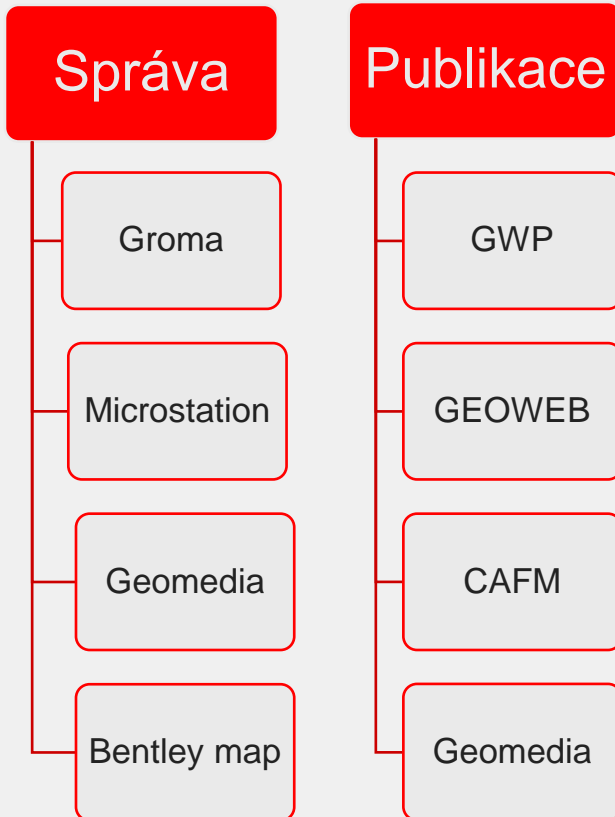 Správa
Groma
Microstation
Geomedia
Bentley map
Publikace
GWP
GEOWEB
CAFM
Geomedia